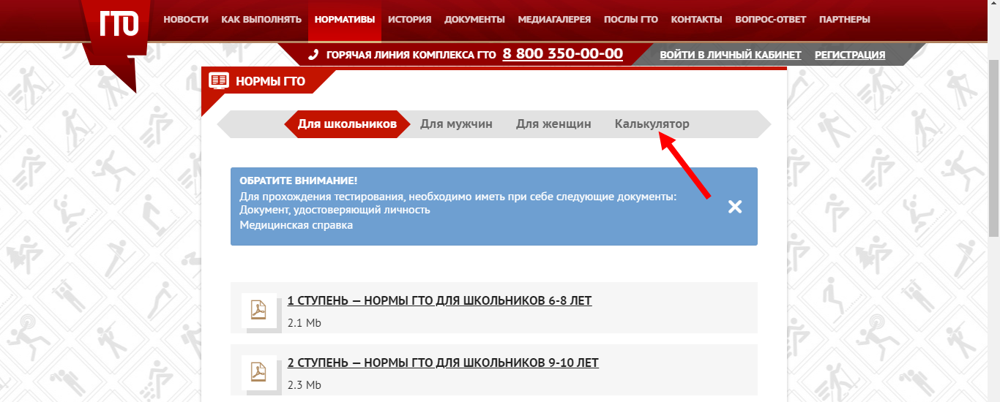 ГТО
НОВОСТИ КАК ВЫПОЛНЯТЬ НОРМАТИВЫ ИСТОРИЯ ДОКУМЕНТЫ МЕДИАГАЛЕРЕЯ ПОСЛЫ ГТО КОНТАКТЫ ВОПРОС-ОТВЕТ ПАРТНЕРЫ
ГОРЯЧАЯ ЛИНИЯ КОМПЛЕКСА ГТО 8 800 350-00-00 ВОЙТИ В ЛИЧНЫЙ КАБИНЕТ РЕГИСТРАЦИЯ
НОРМЫ ГТО
Для школьников Для мужчин Для женщин Калькулятор
ОБРАТИТЕ ВНИМАНИЕ!
Для прохождения тестирования, необходимо иметь при себе следующие документы:
Документ, удостоверяющий личность
Медицинская справка
1 СТУПЕНЬ — НОРМЫ ГТО ДЛЯ ШКОЛЬНИКОВ 6-8 ЛЕТ
2.1 Mb
2 СТУПЕНЬ — НОРМЫ ГТО ДЛЯ ШКОЛЬНИКОВ 9-10 ЛЕТ
2.3 Mb